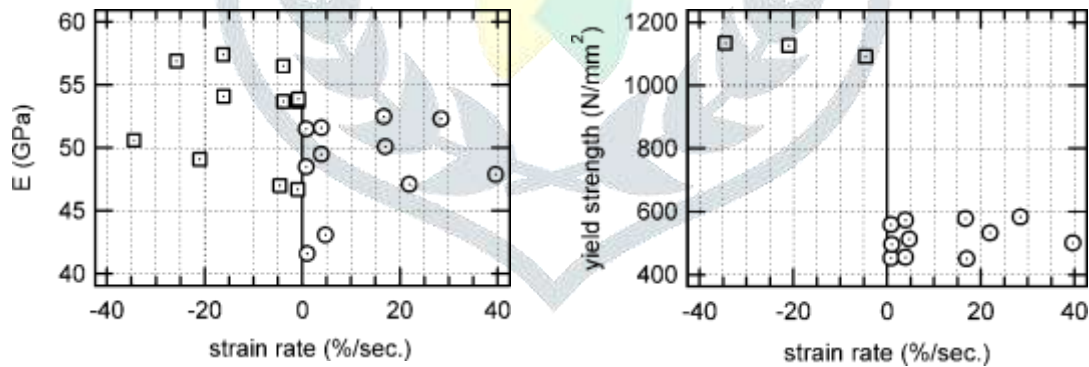 60
55
50
45
40
E (GPa)
-40 -20 0 20 40
strain rate (%/sec.)
1200
1000
800
600
400
yield strength (N/mm²)
-40 -20 0 20 40
strain rate (%/sec.)